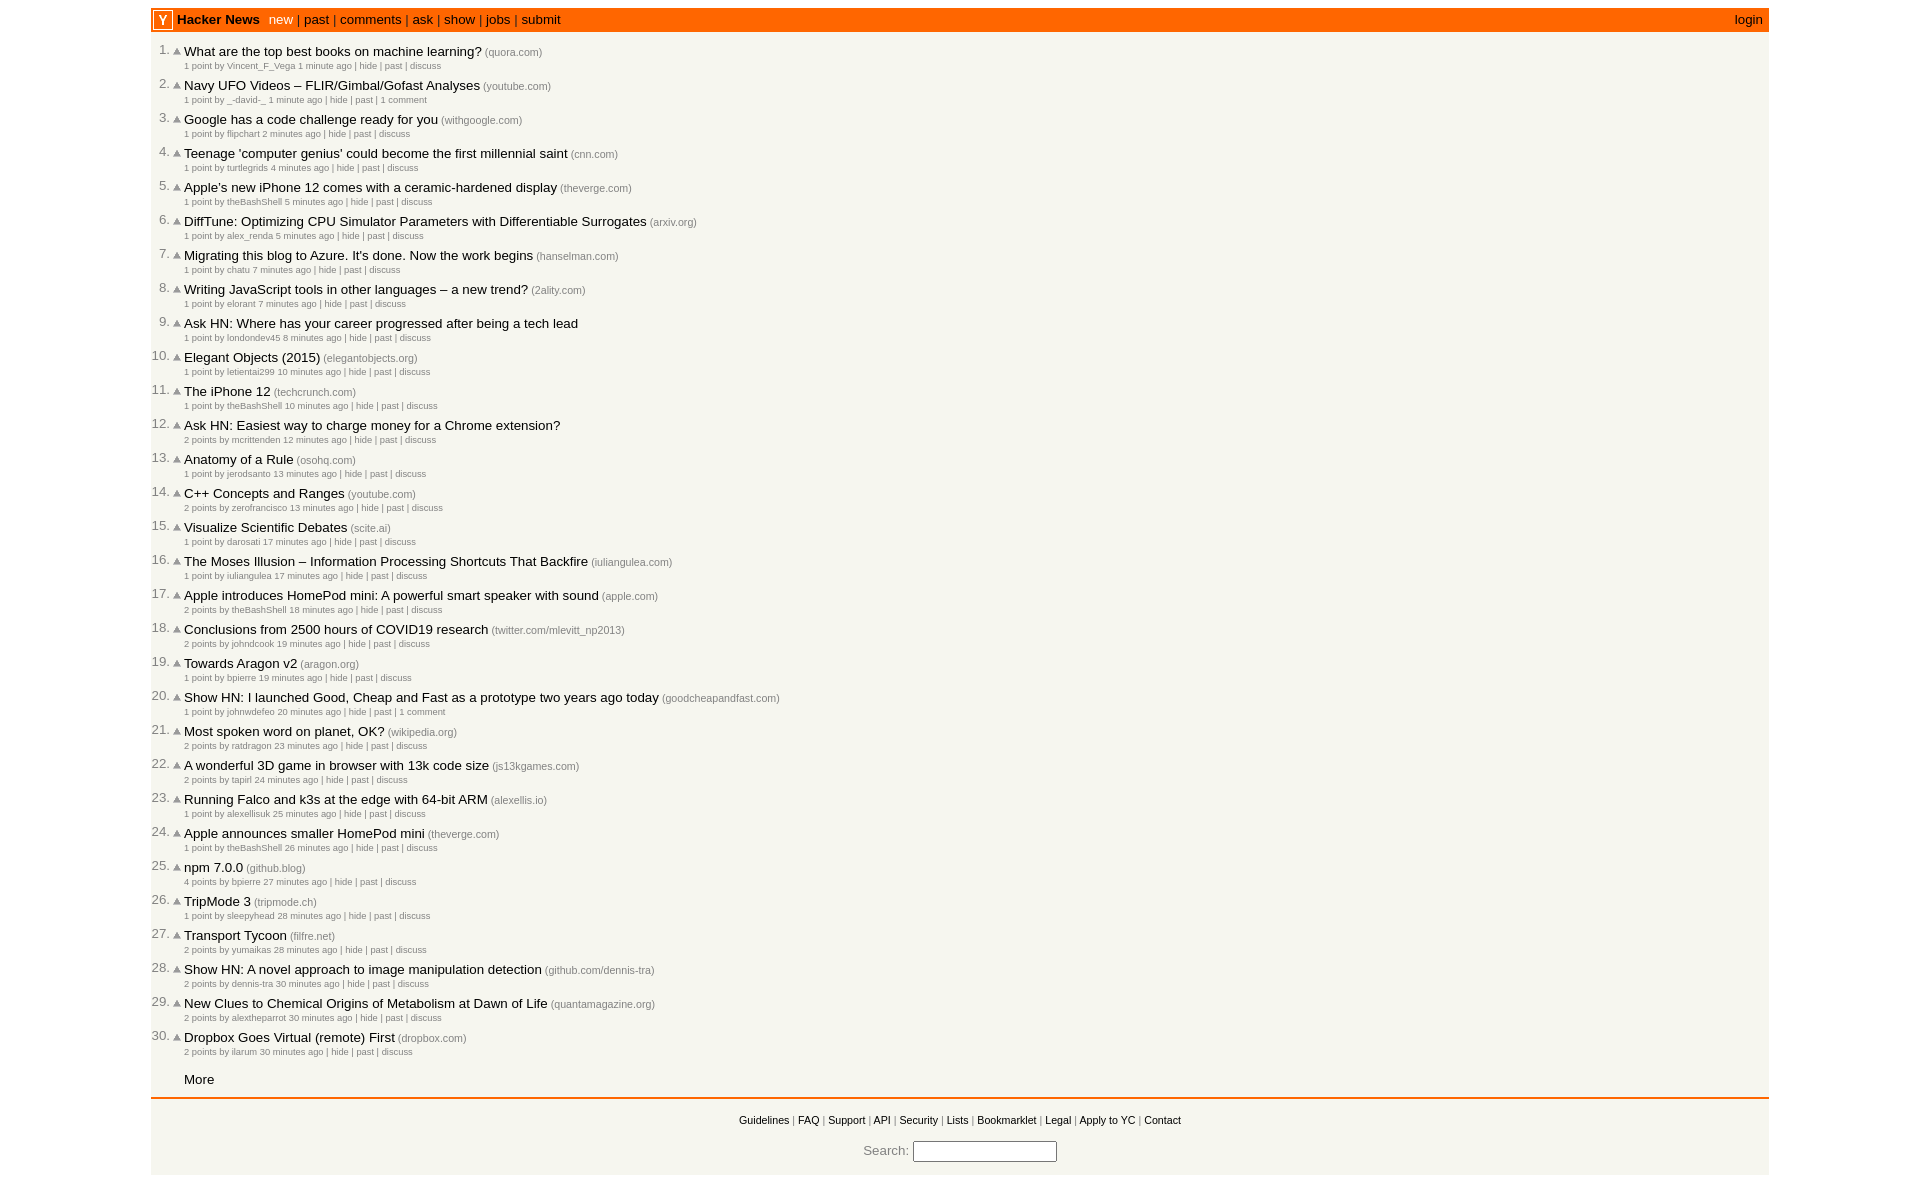 Y Hacker News new | past | comments | ask | show | jobs | submit login
1. What are the top best books on machine learning? (quora.com)
1 point by Vincent_F_Vega 1 minute ago | hide | past | discuss
2. Navy UFO Videos – FLIR/Gimbal/Gofast Analyses (youtube.com)
1 point by _-david-_ 1 minute ago | hide | past | 1 comment
3. Google has a code challenge ready for you (withgoogle.com)
1 point by flipchart 2 minutes ago | hide | past | discuss
4. Teenage 'computer genius' could become the first millennial saint (cnn.com)
1 point by turtlegrids 4 minutes ago | hide | past | discuss
5. Apple's new iPhone 12 comes with a ceramic-hardened display (theverge.com)
1 point by theBashShell 5 minutes ago | hide | past | discuss
6. DiffTune: Optimizing CPU Simulator Parameters with Differentiable Surrogates (arxiv.org)
1 point by alex_renda 5 minutes ago | hide | past | discuss
7. Migrating this blog to Azure. It's done. Now the work begins (hanselman.com)
1 point by chatu 7 minutes ago | hide | past | discuss
8. Writing JavaScript tools in other languages – a new trend? (2ality.com)
1 point by elorant 7 minutes ago | hide | past | discuss
9. Ask HN: Where has your career progressed after being a tech lead
1 point by londondev45 8 minutes ago | hide | past | discuss
10. Elegant Objects (2015) (elegantobjects.org)
1 point by letientai299 10 minutes ago | hide | past | discuss
11. The iPhone 12 (techcrunch.com)
1 point by theBashShell 10 minutes ago | hide | past | discuss
12. Ask HN: Easiest way to charge money for a Chrome extension?
2 points by mcrittenden 12 minutes ago | hide | past | discuss
13. Anatomy of a Rule (osohq.com)
1 point by jerodsanto 13 minutes ago | hide | past | discuss
14. C++ Concepts and Ranges (youtube.com)
2 points by zerofrancisco 13 minutes ago | hide | past | discuss
15. Visualize Scientific Debates (scite.ai)
1 point by darosati 17 minutes ago | hide | past | discuss
16. The Moses Illusion – Information Processing Shortcuts That Backfire (iuliangulea.com)
1 point by iuliangulea 17 minutes ago | hide | past | discuss
17. Apple introduces HomePod mini: A powerful smart speaker with sound (apple.com)
2 points by theBashShell 18 minutes ago | hide | past | discuss
18. Conclusions from 2500 hours of COVID19 research (twitter.com/mlevitt_np2013)
2 points by johndcook 19 minutes ago | hide | past | discuss
19. Towards Aragon v2 (aragon.org)
1 point by bpierre 19 minutes ago | hide | past | discuss
20. Show HN: I launched Good, Cheap and Fast as a prototype two years ago today (goodcheapandfast.com)
1 point by johnwdefeo 20 minutes ago | hide | past | 1 comment
21. Most spoken word on planet, OK? (wikipedia.org)
2 points by ratdragon 23 minutes ago | hide | past | discuss
22. A wonderful 3D game in browser with 13k code size (js13kgames.com)
2 points by tapirl 24 minutes ago | hide | past | discuss
23. Running Falco and k3s at the edge with 64-bit ARM (alexellis.io)
1 point by alexellisuk 25 minutes ago | hide | past | discuss
24. Apple announces smaller HomePod mini (theverge.com)
1 point by theBashShell 26 minutes ago | hide | past | discuss
25. npm 7.0.0 (github.blog)
4 points by bpierre 27 minutes ago | hide | past | discuss
26. TripMode 3 (tripmode.ch)
1 point by sleepyhead 28 minutes ago | hide | past | discuss
27. Transport Tycoon (filfre.net)
2 points by yumaikas 28 minutes ago | hide | past | discuss
28. Show HN: A novel approach to image manipulation detection (github.com/dennis-tra)
2 points by dennis-tra 30 minutes ago | hide | past | discuss
29. New Clues to Chemical Origins of Metabolism at Dawn of Life (quantamagazine.org)
2 points by alextheparrot 30 minutes ago | hide | past | discuss
30. Dropbox Goes Virtual (remote) First (dropbox.com)
2 points by ilarum 30 minutes ago | hide | past | discuss
More
Guidelines | FAQ | Support | API | Security | Lists | Bookmarklet | Legal | Apply to YC | Contact
Search: